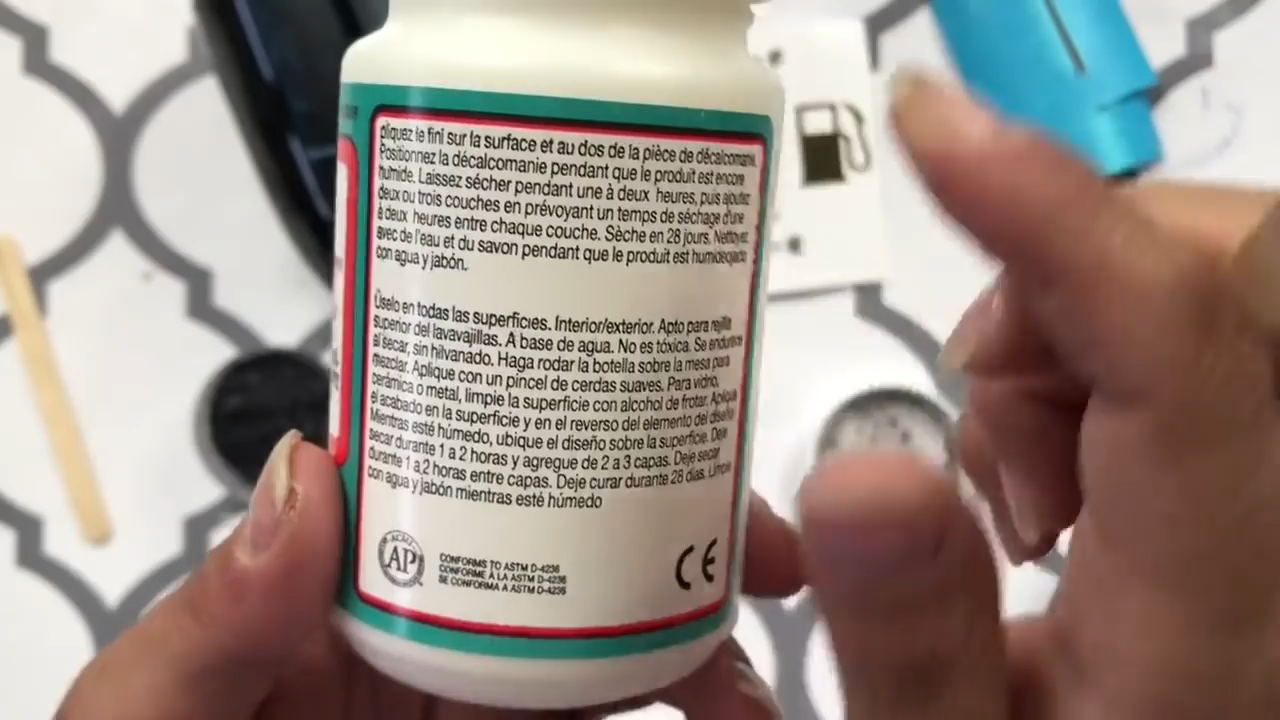 pliquez le fini sur la surface et au dos de la pièce de décalcomanie.
Positionnez la décalcomanie pendant que le produit est encore
humide. Laissez sécher pendant une à deux heures, puis ajoutez
deux ou trois couches en prévoyant un temps de séchage d'une
à deux heures entre chaque couche. Sèche en 28 jours. Nettoyez
avec de l'eau et du savon pendant que le produit est
con agua y jabón.
Úselo en todas las superficies. Interior/exterior. Apto para rejilla
superior del lavavajillas. A base de agua. No es tóxica. Se endurece
al secar, sin hilvanado. Haga rodar la botella sobre la mesa para
mezclar. Aplique con un pincel de cerdas suaves. Para vidrio,
cerámica o metal, limpie la superficie con alcohol de frotar. Aplique
el acabado en la superficie y en el reverso del elemento del diseño
Mientras esté húmedo, ubique el diseño sobre la superficie. Deje
secar durante 1 a 2 horas y agregue de 2 a 3 capas. Deje secar
durante 1 a 2 horas entre capas. Deje curar durante 28 días. Limpie
con agua y jabón mientras esté húmedo
ACMI
AP
CONFORMS TO ASTM D-4236
CONFORME À LA ASTM D-4236
SE CONFORMA A ASTM D-4236
CE